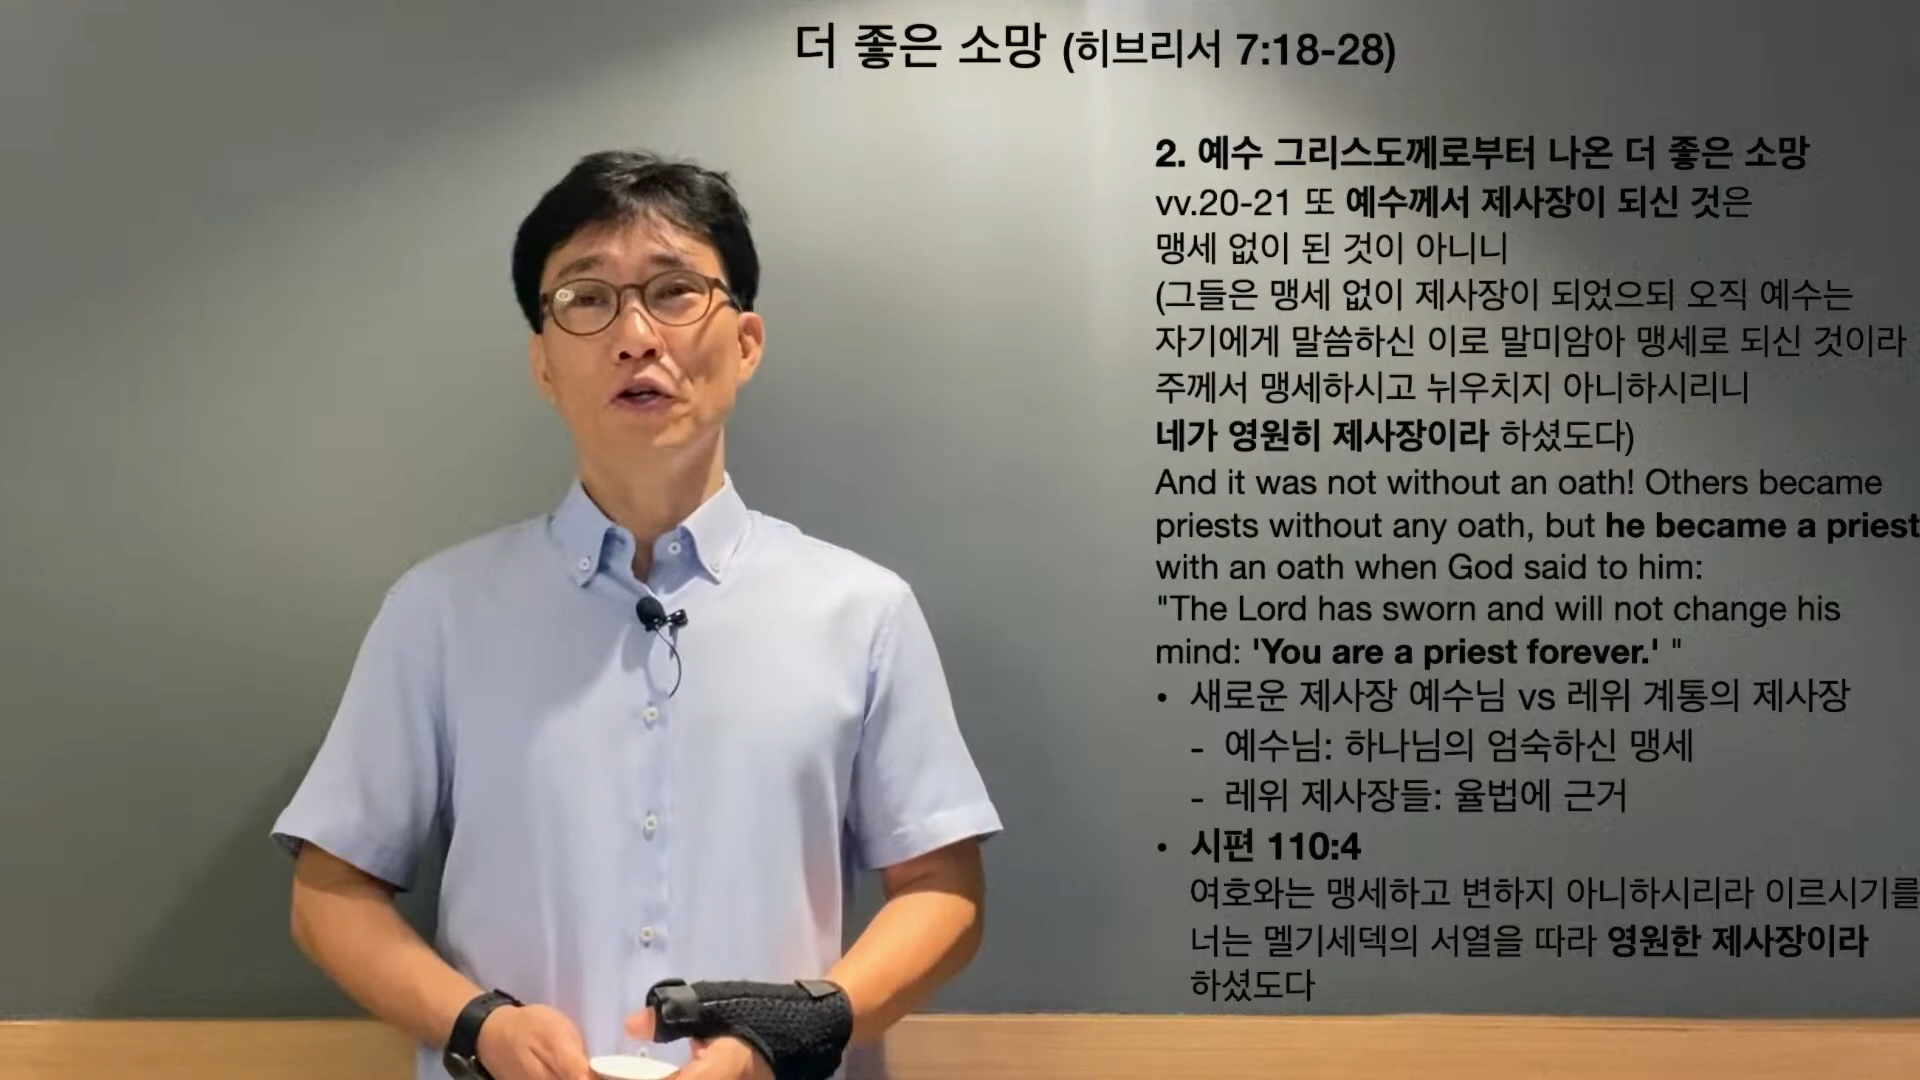 더 좋은 소망 (히브리서 7:18-28)
2. 예수 그리스도께로부터 나온 더 좋은 소망
vv.20-21 또 예수께서 제사장이 되신 것은
맹세 없이 된 것이 아니니
(그들은 맹세 없이 제사장이 되었으되 오직 예수는
자기에게 말씀하신 이로 말미암아 맹세로 되신 것이라
주께서 맹세하시고 뉘우치지 아니하시리니
네가 영원히 제사장이라 하셨도다)
And it was not without an oath! Others became
priests without any oath, but he became a priest
with an oath when God said to him:
"The Lord has sworn and will not change his
mind: 'You are a priest forever.' "
• 새로운 제사장 예수님 vs 레위 계통의 제사장
- 예수님: 하나님의 엄숙하신 맹세
- 레위 제사장들: 율법에 근거
• 시편 110:4
여호와는 맹세하고 변하지 아니하시리라 이르시기를
너는 멜기세덱의 서열을 따라 영원한 제사장이라
하셨도다